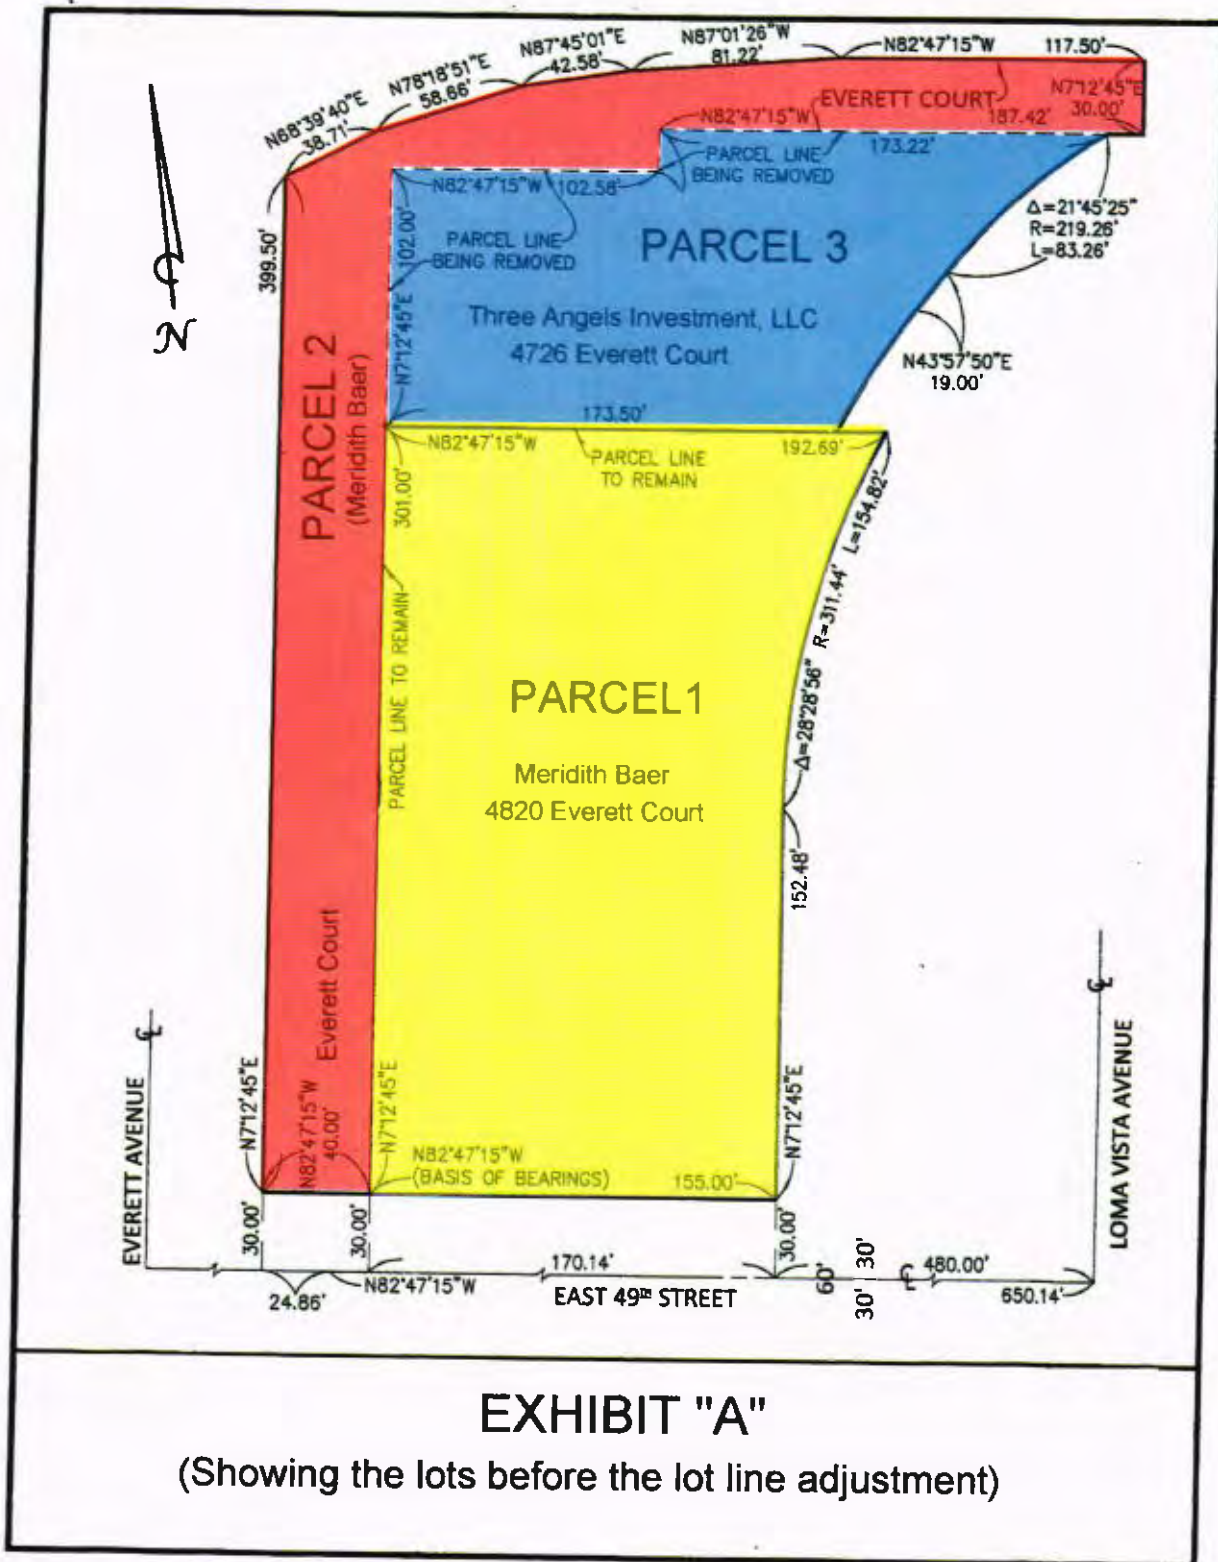 N87°45'01"E
42.58'
N87°01'26"W
81.22'
N82°47'15"W
117.50'
N78°18'51"E
58.66'
N68°39'40"E
38.71'
N7°12'45"E
30.00'
EVERETT COURT
187.42'
N82°47'15"W
173.22'
PARCEL LINE
BEING REMOVED
N82°47'15"W
102.58'
Δ=21°45'25"
R=219.26'
L=83.26'
399.50'
102.00'
PARCEL LINE
BEING REMOVED
PARCEL 3
N
N7°12'45"E
Three Angels Investment, LLC
4726 Everett Court
N43°57'50"E
19.00'
PARCEL 2
(Meridith Baer)
173.50'
N82°47'15"W
192.69'
PARCEL LINE
TO REMAIN
301.00'
PARCEL LINE TO REMAIN
Δ=28°28'56" R=311.44' L=154.82'
PARCEL1
Meridith Baer
4820 Everett Court
152.48'
Everett Court
EVERETT AVENUE
LOMA VISTA AVENUE
N7°12'45"E
N82°47'15"W
40.00'
N7°12'45"E
N82°47'15"W
(BASIS OF BEARINGS)
155.00'
N7°12'45"E
30.00'
30.00'
30.00'
170.14'
60'
30'
30'
480.00'
650.14'
24.86'
N82°47'15"W
EAST 49TH STREET
EXHIBIT "A"
(Showing the lots before the lot line adjustment)